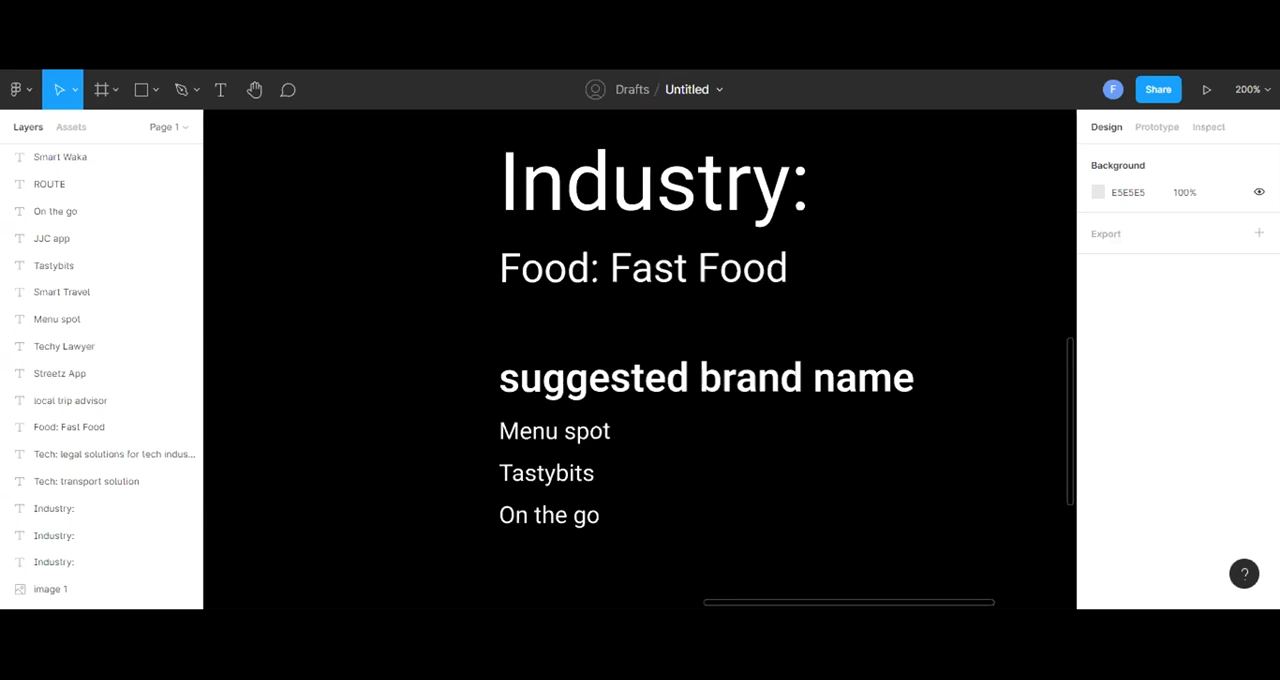 Drafts / Untitled
F
Share
200%
Layers
Assets
Page 1
Smart Waka
ROUTE
On the go
JJC app
Tastybits
Smart Travel
Menu spot
Techy Lawyer
Streetz App
local trip advisor
Food: Fast Food
Tech: legal solutions for tech indus...
Tech: transport solution
Industry:
Industry:
Industry:
image 1
Industry:
Food: Fast Food
suggested brand name
Menu spot
Tastybits
On the go
Design
Prototype
Inspect
Background
E5E5E5
100%
Export
?